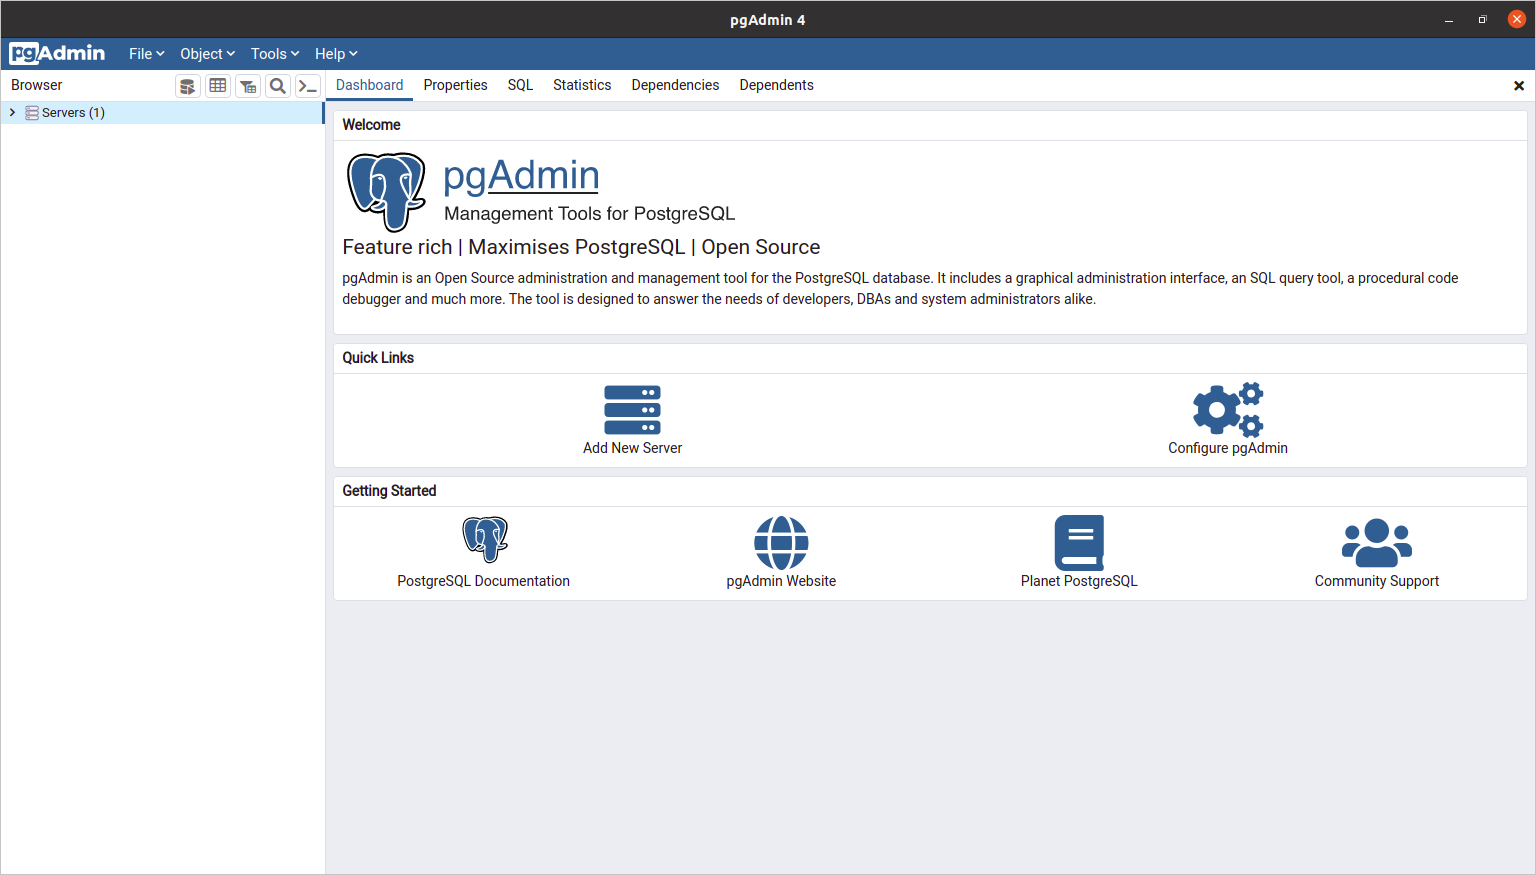 pgAdmin 4
pgAdmin File Object Tools Help
Browser
Dashboard Properties SQL Statistics Dependencies Dependents
Servers (1)
Welcome
pgAdmin
Management Tools for PostgreSQL
Feature rich | Maximises PostgreSQL | Open Source
pgAdmin is an Open Source administration and management tool for the PostgreSQL database. It includes a graphical administration interface, an SQL query tool, a procedural code
debugger and much more. The tool is designed to answer the needs of developers, DBAs and system administrators alike.
Quick Links
Add New Server
Configure pgAdmin
Getting Started
PostgreSQL Documentation
pgAdmin Website
Planet PostgreSQL
Community Support